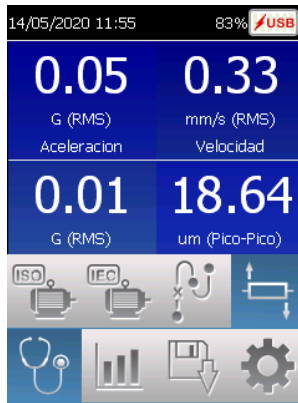 14/05/2020 11:55 83% USB
0.05 0.33
G (RMS) mm/s (RMS)
Aceleracion Velocidad
0.01 18.64
G (RMS) um (Pico-Pico)
ISO IEC